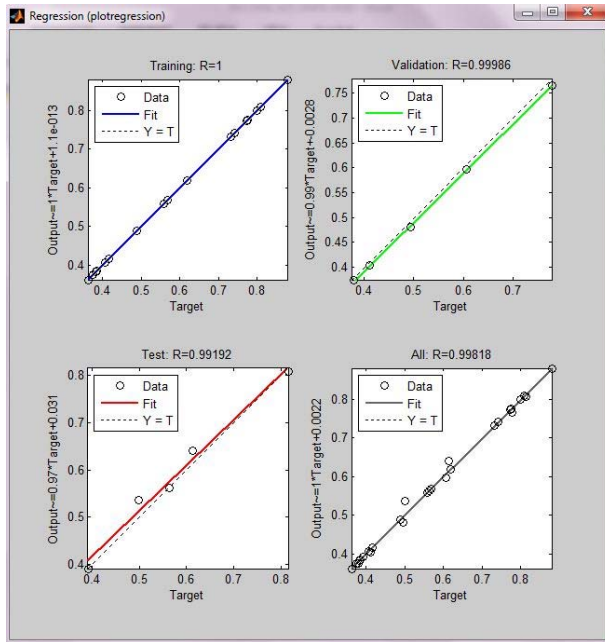 Regression (plotregression)
Training: R=1
Output~=1*Target+1.1e-013
0.8
0.7
0.6
0.5
0.4
Data
Fit
Y = T
0.4 0.5 0.6 0.7 0.8
Target
Validation: R=0.99986
Output~=0.99*Target+-0.0028
0.75
0.7
0.65
0.6
0.55
0.5
0.45
0.4
Data
Fit
Y = T
0.4 0.5 0.6 0.7
Target
Test: R=0.99192
Output~=0.97*Target+0.031
0.8
0.7
0.6
0.5
0.4
Data
Fit
Y = T
0.4 0.5 0.6 0.7 0.8
Target
All: R=0.99818
Output~=1*Target+0.0022
0.8
0.7
0.6
0.5
0.4
Data
Fit
Y = T
0.4 0.5 0.6 0.7 0.8
Target